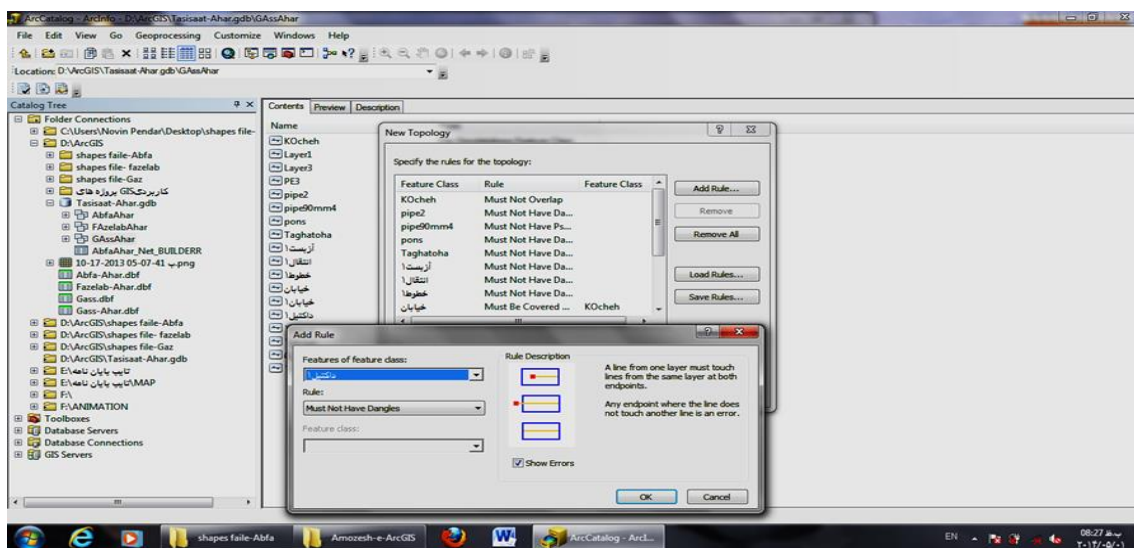 ArcCatalog - ArcInfo - D:\ArcGIS\Tasisaat-Ahar.gdb\GAssAhar
File Edit View Go Geoprocessing Customize Windows Help
Location: D:\ArcGIS\Tasisaat-Ahar.gdb\GAssAhar
Catalog Tree
Folder Connections
C:\Users\Novin Pendar\Desktop\shapes file-
D:\ArcGIS
shapes faile-Abfa
shapes file- fazelab
shapes file-Gaz
کاربردیGIS پروژه های
Tasisaat-Ahar.gdb
AbfaAhar
FAzelabAhar
GAssAhar
AbfaAhar_Net_BUILDERR
10-17-2013 05-07-41 ب.png
Abfa-Ahar.dbf
Fazelab-Ahar.dbf
Gass.dbf
Gass-Ahar.dbf
D:\ArcGIS\shapes faile-Abfa
D:\ArcGIS\shapes file- fazelab
D:\ArcGIS\shapes file-Gaz
D:\ArcGIS\Tasisaat-Ahar.gdb
E:\تایپ پایان نامه
E:\تایپ پایان نامه\MAP
F:\
F:\ANIMATION
Toolboxes
Database Servers
Database Connections
GIS Servers
Contents Preview Description
Name
KOcheh
Layer1
Layer3
PE3
pipe2
pipe90mm4
pons
Taghatoha
آزبست۱
انتقال۱
خطوط۱
خیابان
خیابان۱
داکتیل۱
New Topology
Specify the rules for the topology:
Feature Class Rule Feature Class
KOcheh Must Not Overlap
pipe2 Must Not Have Da...
pipe90mm4 Must Not Have Ps...
pons Must Not Have Da...
Taghatoha Must Not Have Da...
آزبست۱ Must Not Have Da...
انتقال۱ Must Not Have Da...
خطوط۱ Must Not Have Da...
خیابان Must Be Covered ... KOcheh
Add Rule...
Remove
Remove All
Load Rules...
Save Rules...
Add Rule
Features of feature class:
داکتیل۱
Rule:
Must Not Have Dangles
Feature class:
Rule Description
A line from one layer must touch
lines from the same layer at both
endpoints.
Any endpoint where the line does
not touch another line is an error.
Show Errors
OK Cancel
shapes faile-Abfa Amozesh-e-ArcGIS ArcCatalog - ArcI...
EN
08:27 ب.ظ
۲۰۱۴/۰۵/۰۱